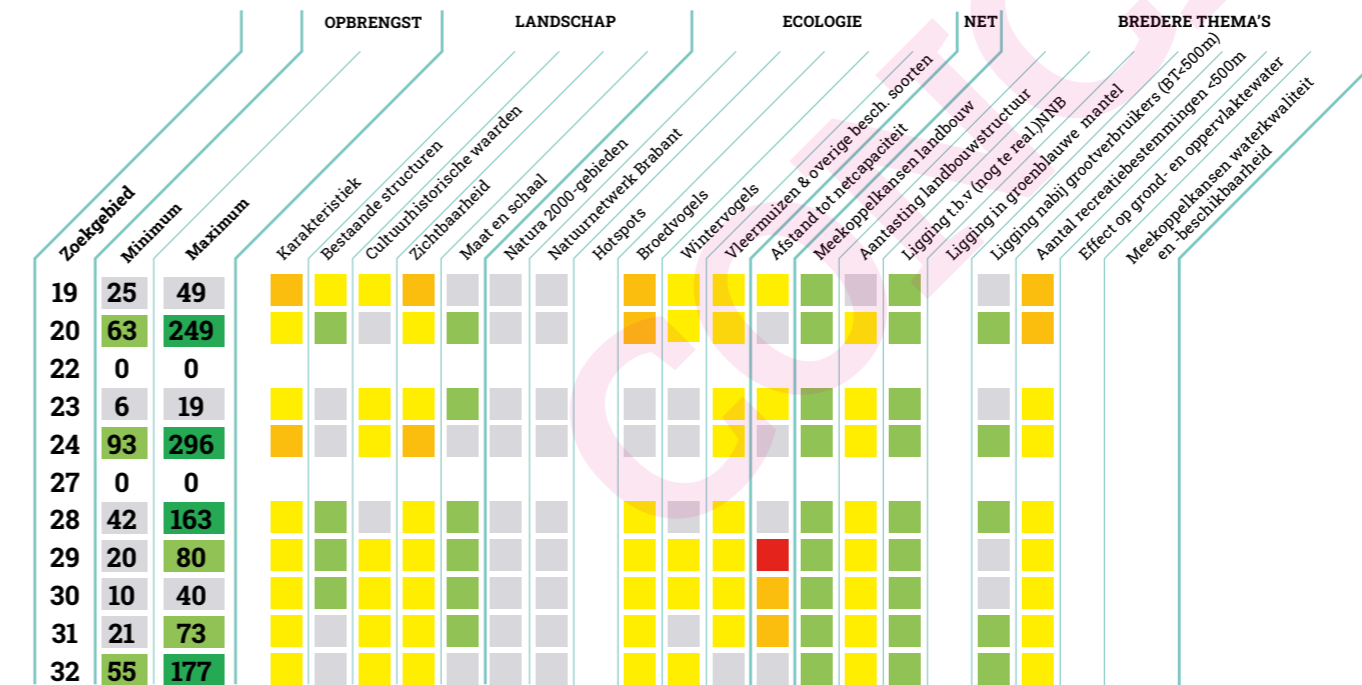 OPBRENGST LANDSCHAP ECOLOGIE NET BREDERE THEMA'S
Zoekgebied
Minimum
Maximum
Karakteristiek
Bestaande structuren
Cultuurhistorische waarden
Zichtbaarheid
Maat en schaal
Natura 2000-gebieden
Natuurnetwerk Brabant
Hotspots
Broedvogels
Wintervogels
Vleermuizen & overige besch. soorten
Afstand tot netcapaciteit
Meekoppelkansen landbouw
Aantasting landbouwstructuur
Ligging t.b.v (nog te real.)NNB
Ligging in groenblauwe mantel
Ligging nabij grootverbruikers (BT<500m)
Aantal recreatiebestemmingen <500m
Effect op grond- en oppervlaktewater
Meekoppelkansen waterkwaliteit
en -beschikbaarheid
19 25 49
20 63 249
22 0 0
23 6 19
24 93 296
27 0 0
28 42 163
29 20 80
30 10 40
31 21 73
32 55 177